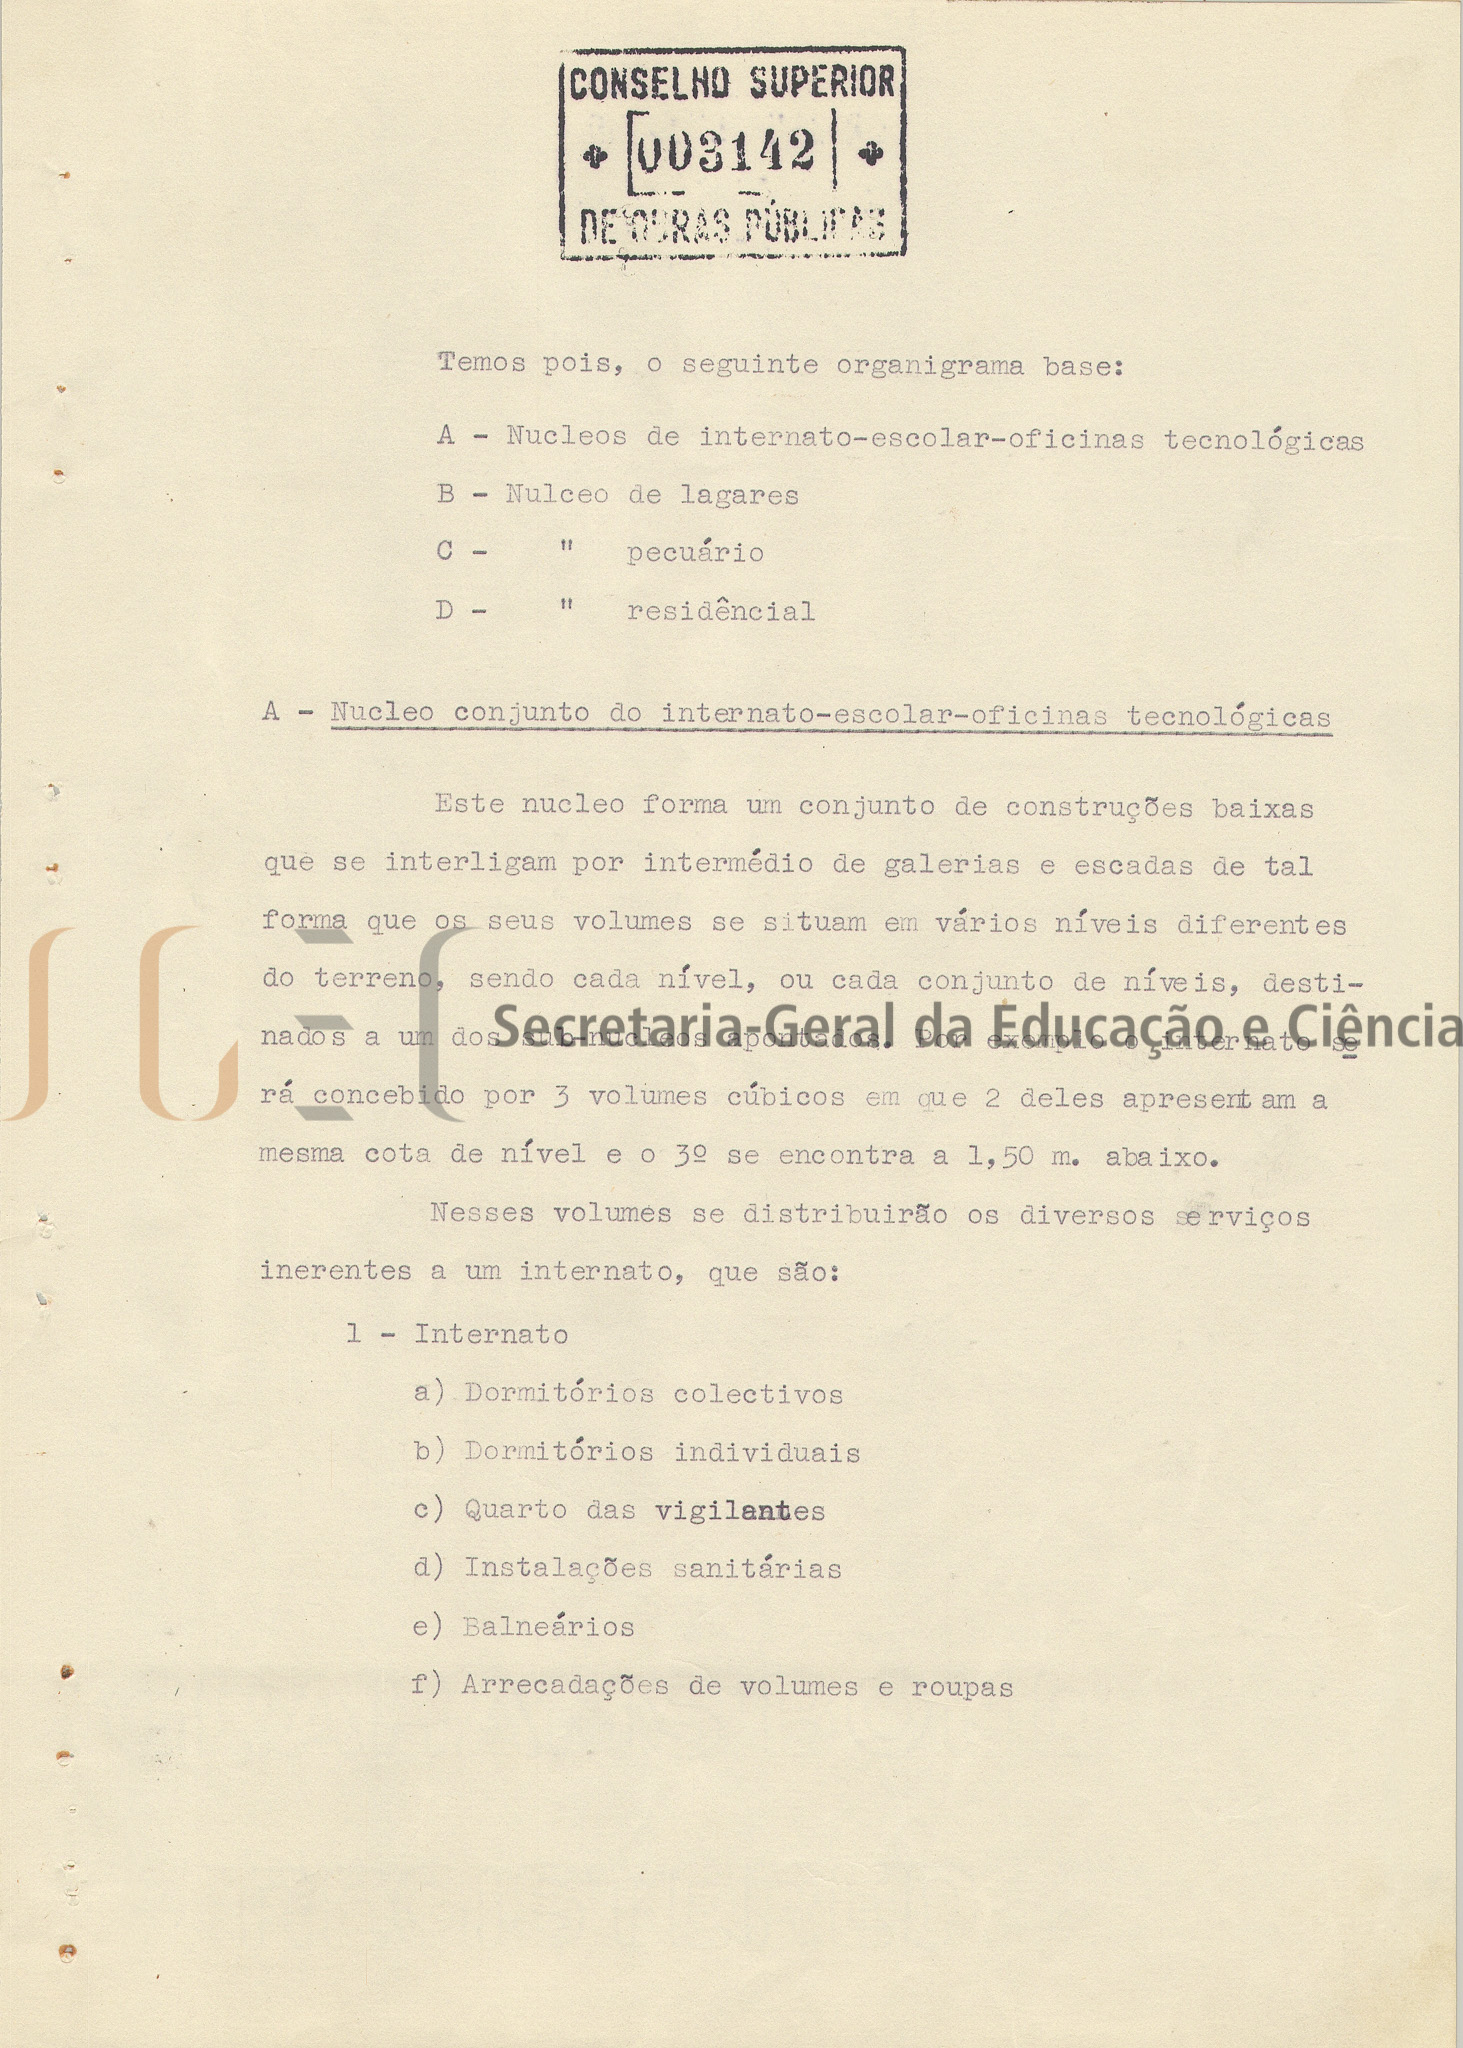 CONSELHO SUPERIOR
003142
DE OBRAS PÚBLICAS
Temos pois, o seguinte organigrama base:
A - Nucleos de internato-escolar-oficinas tecnológicas
B - Nulceo de lagares
C - " pecuário
D - " residêncial
A - Nucleo conjunto do internato-escolar-oficinas tecnológicas
Este nucleo forma um conjunto de construções baixas
que se interligam por intermédio de galerias e escadas de tal
forma que os seus volumes se situam em vários níveis diferentes
do terreno, sendo cada nível, ou cada conjunto de níveis, desti-
nados a um dos sub-nucleos apontados. Por exemplo o internato se
Secretaria-Geral da Educação e Ciência
rá concebido por 3 volumes cúbicos em que 2 deles apresentam a
mesma cota de nível e o 3º se encontra a 1,50 m. abaixo.
Nesses volumes se distribuirão os diversos serviços
inerentes a um internato, que são:
1 - Internato
a) Dormitórios colectivos
b) Dormitórios individuais
c) Quarto das vigilantes
d) Instalações sanitárias
e) Balneários
f) Arrecadações de volumes e roupas